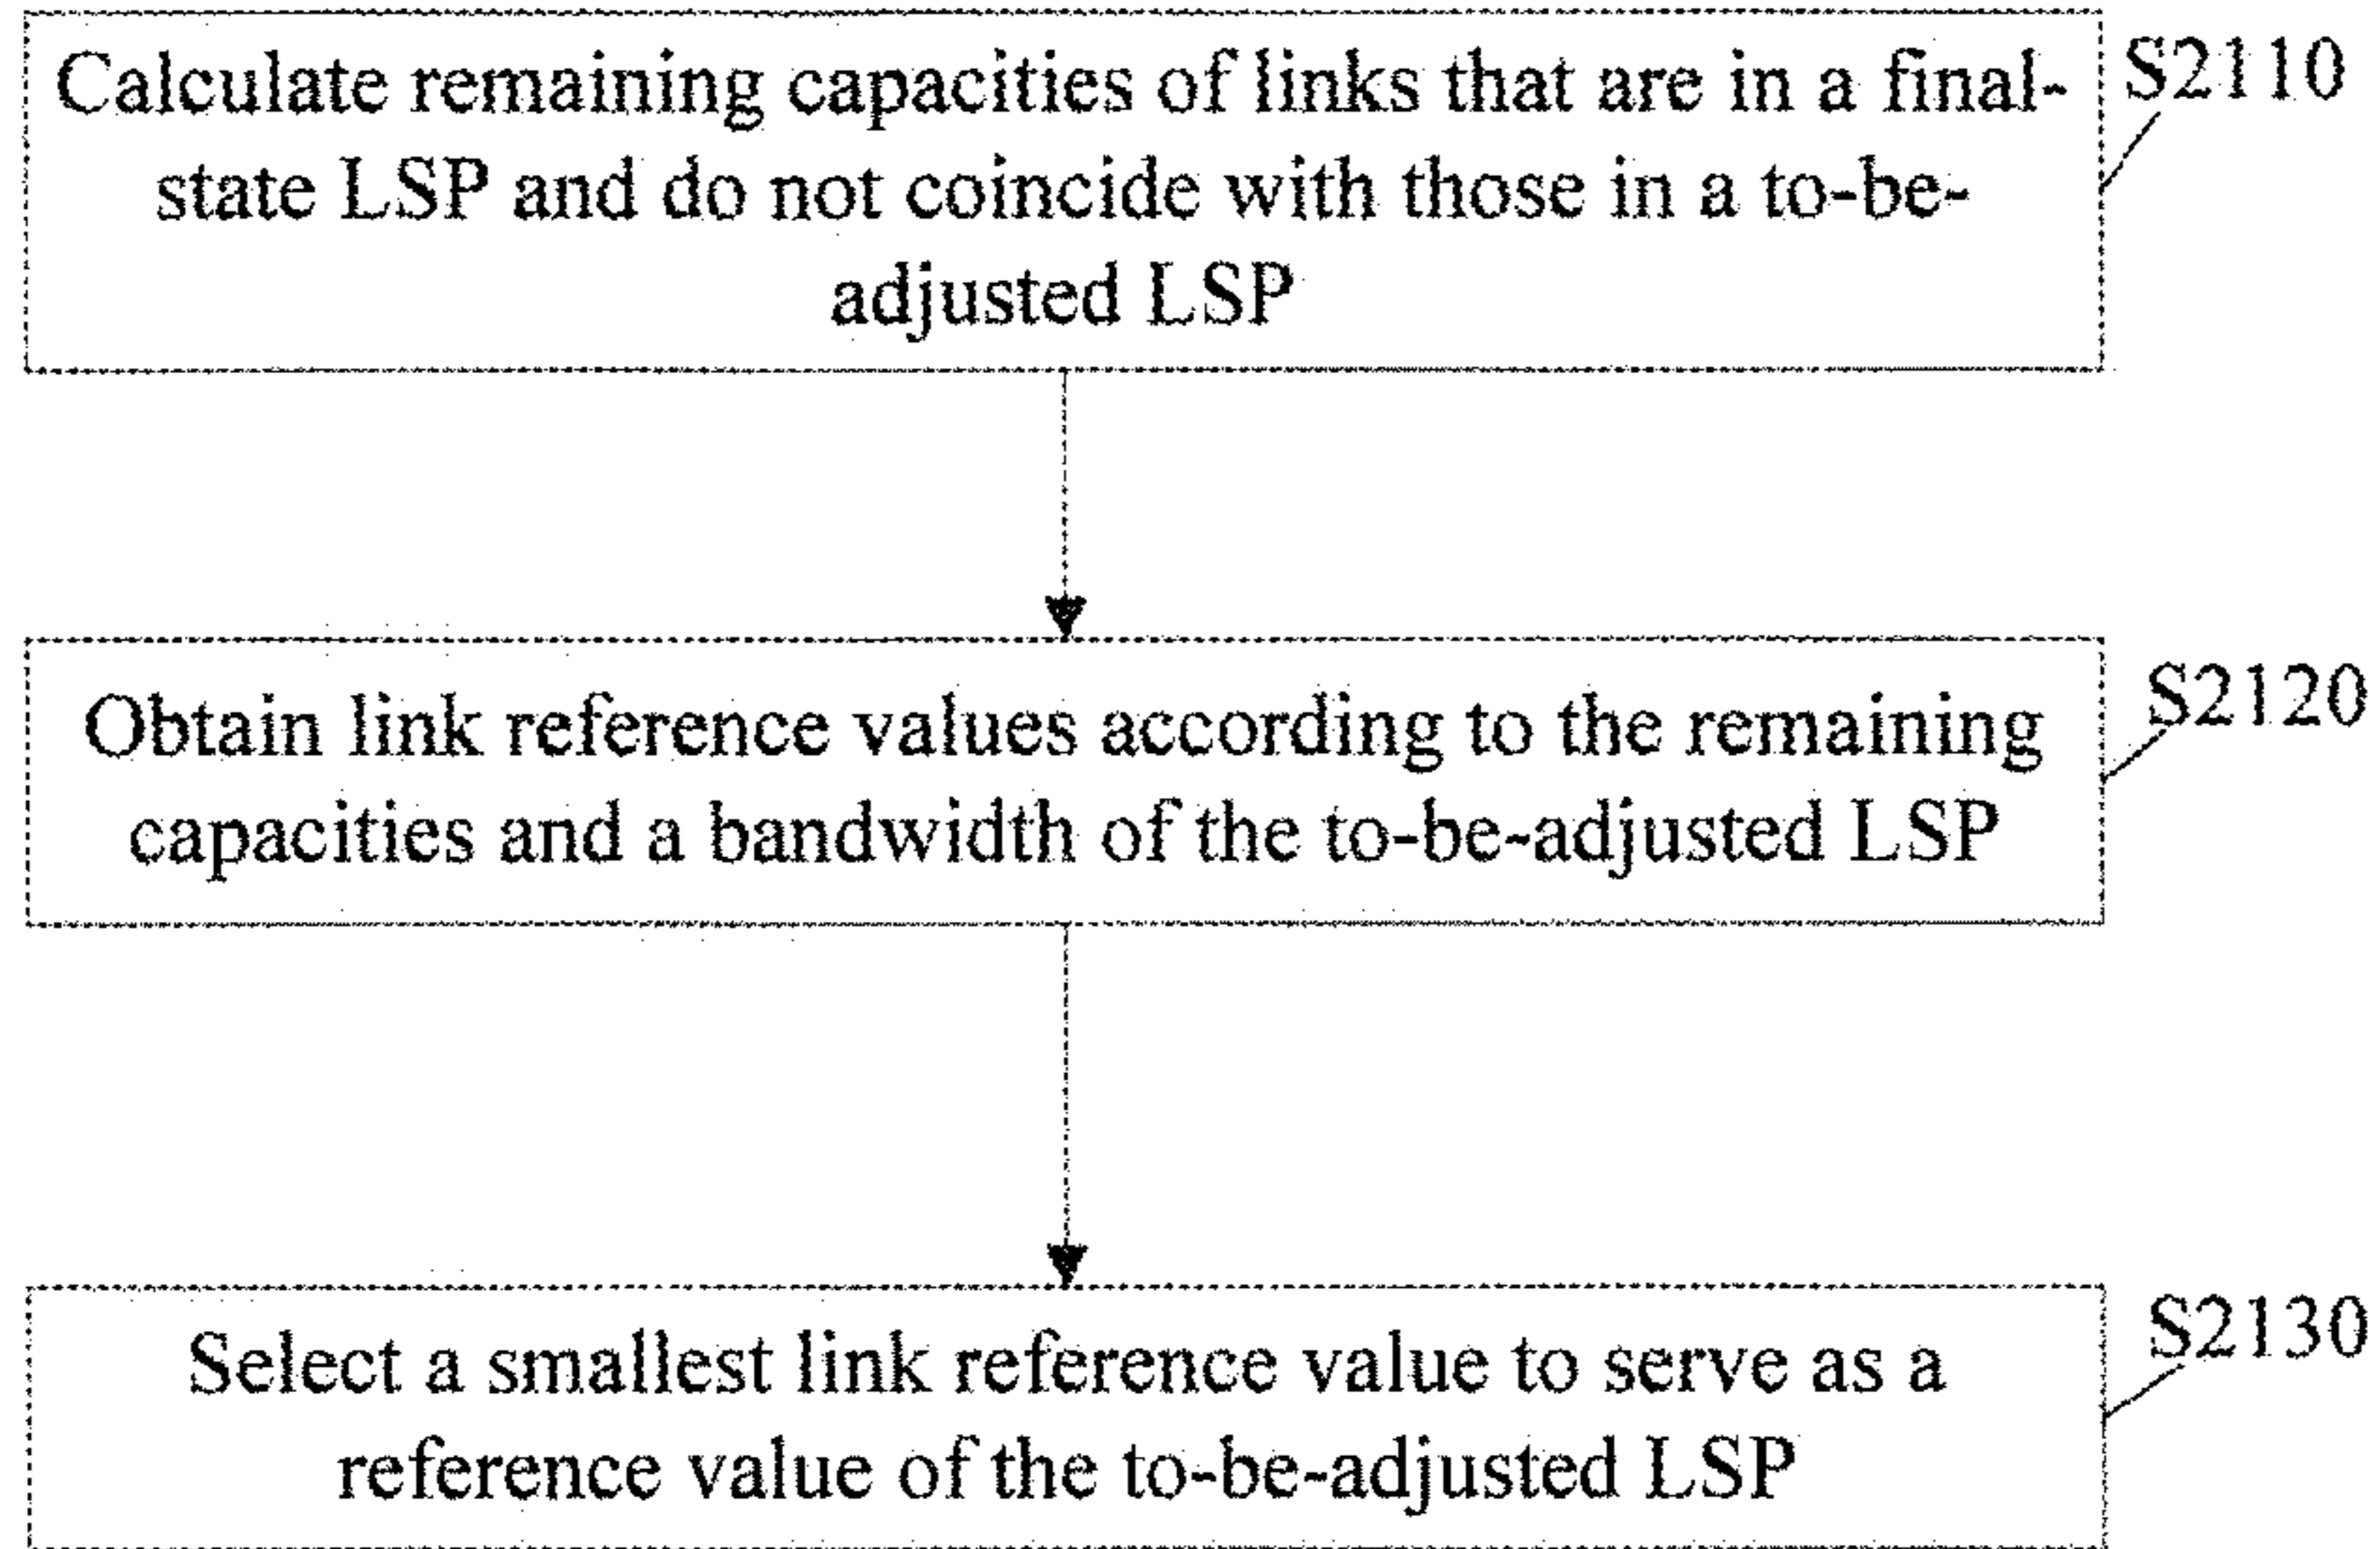 Calculate remaining capacities of links that are in a final-
state LSP and do not coincide with those in a to-be-
adjusted LSP
S2110
Obtain link reference values according to the remaining
capacities and a bandwidth of the to-be-adjusted LSP
S2120
Select a smallest link reference value to serve as a
reference value of the to-be-adjusted LSP
S2130